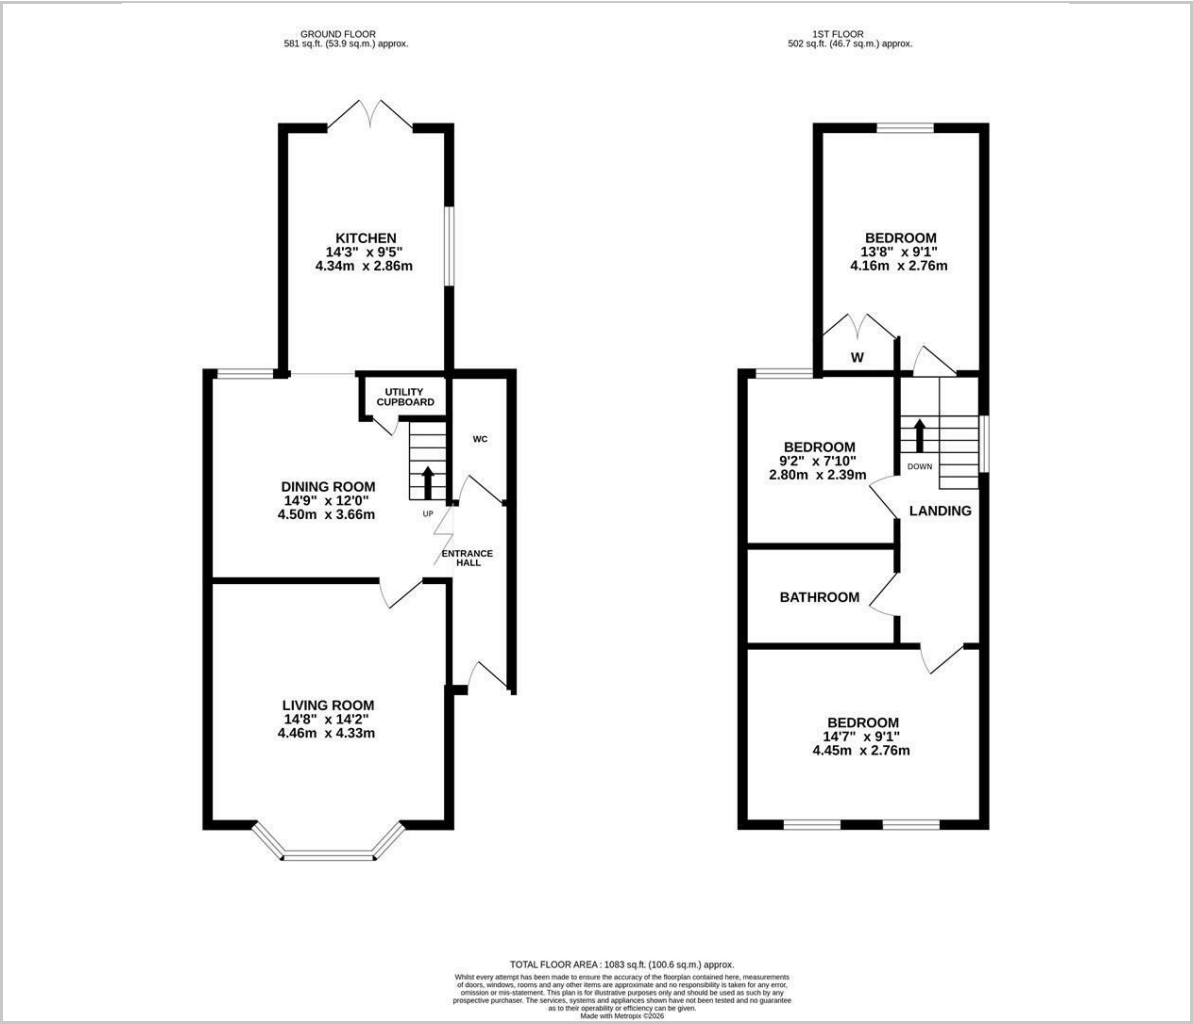 GROUND FLOOR
581 sq.ft. (53.9 sq.m.) approx.
1ST FLOOR
502 sq.ft. (46.7 sq.m.) approx.
KITCHEN
14'3" x 9'5"
4.34m x 2.86m
UTILITY
CUPBOARD
WC
DINING ROOM
14'9" x 12'0"
4.50m x 3.66m
UP
ENTRANCE
HALL
LIVING ROOM
14'8" x 14'2"
4.46m x 4.33m
BEDROOM
13'8" x 9'1"
4.16m x 2.76m
W
BEDROOM
9'2" x 7'10"
2.80m x 2.39m
DOWN
LANDING
BATHROOM
BEDROOM
14'7" x 9'1"
4.45m x 2.76m
TOTAL FLOOR AREA : 1083 sq.ft. (100.6 sq.m.) approx.
Whilst every attempt has been made to ensure the accuracy of the floorplan contained here, measurements
of doors, windows, rooms and any other items are approximate and no responsibility is taken for any error,
omission or mis-statement. This plan is for illustrative purposes only and should be used as such by any
prospective purchaser. The services, systems and appliances shown have not been tested and no guarantee
as to their operability or efficiency can be given.
Made with Metropix ©2026